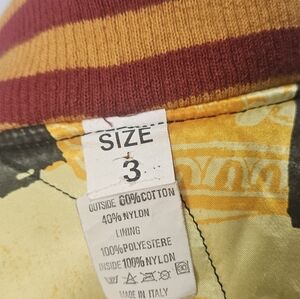 SIZE
3
OUTSIDE 60%COTTON
40%NYLON
LINING
100%POLYESTERE
INSIDE 100%NYLON
MADE IN ITALY